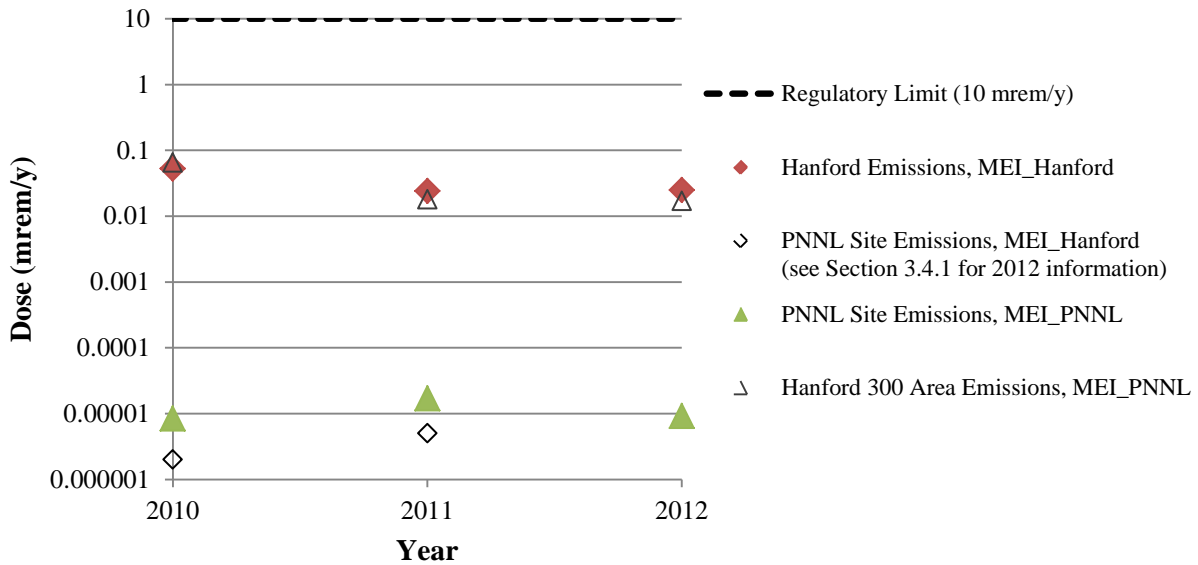 10
1
0.1
0.01
0.001
0.0001
0.00001
0.000001
Dose (mrem/y)
2010
2011
2012
Year
Regulatory Limit (10 mrem/y)
Hanford Emissions, MEI_Hanford
PNNL Site Emissions, MEI_Hanford
(see Section 3.4.1 for 2012 information)
PNNL Site Emissions, MEI_PNNL
Hanford 300 Area Emissions, MEI_PNNL